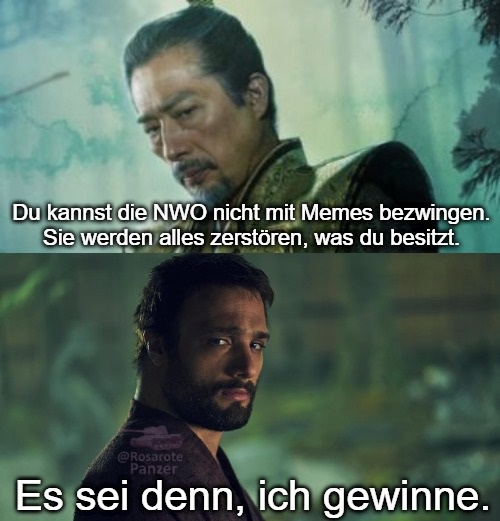 Du kannst die NWO nicht mit Memes bezwingen.
Sie werden alles zerstören, was du besitzt.
@Rosarote
Panzer
Es sei denn, ich gewinne.